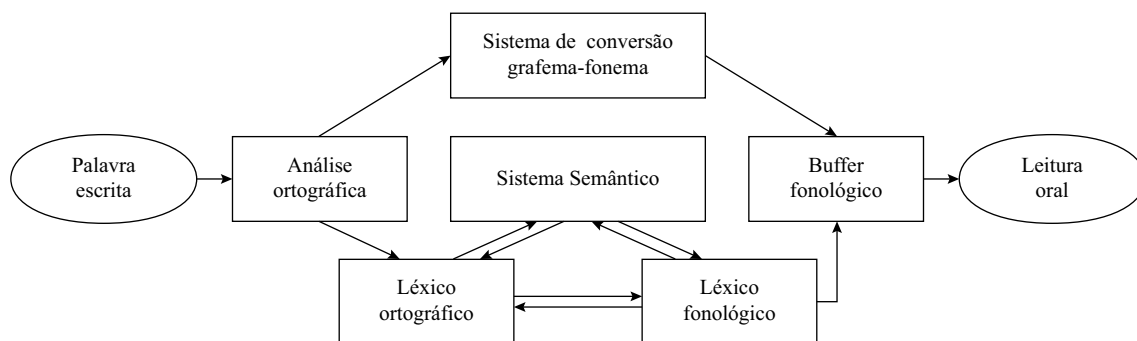 Sistema de conversão
grafema-fonema
Palavra
escrita
Análise
ortográfica
Sistema Semântico
Buffer
fonológico
Leitura
oral
Léxico
ortográfico
Léxico
fonológico